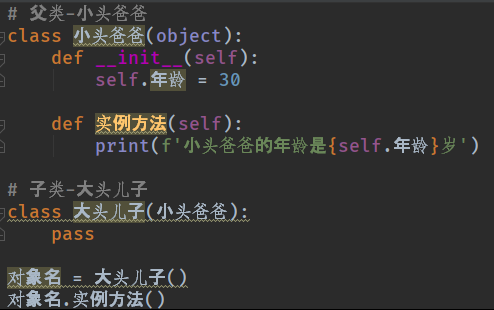 # 父类-小头爸爸
class 小头爸爸(object):
    def __init__(self):
        self.年龄 = 30
    def 实例方法(self):
        print(f'小头爸爸的年龄是{self.年龄}岁')
# 子类-大头儿子
class 大头儿子(小头爸爸):
    pass
对象名 = 大头儿子()
对象名.实例方法()